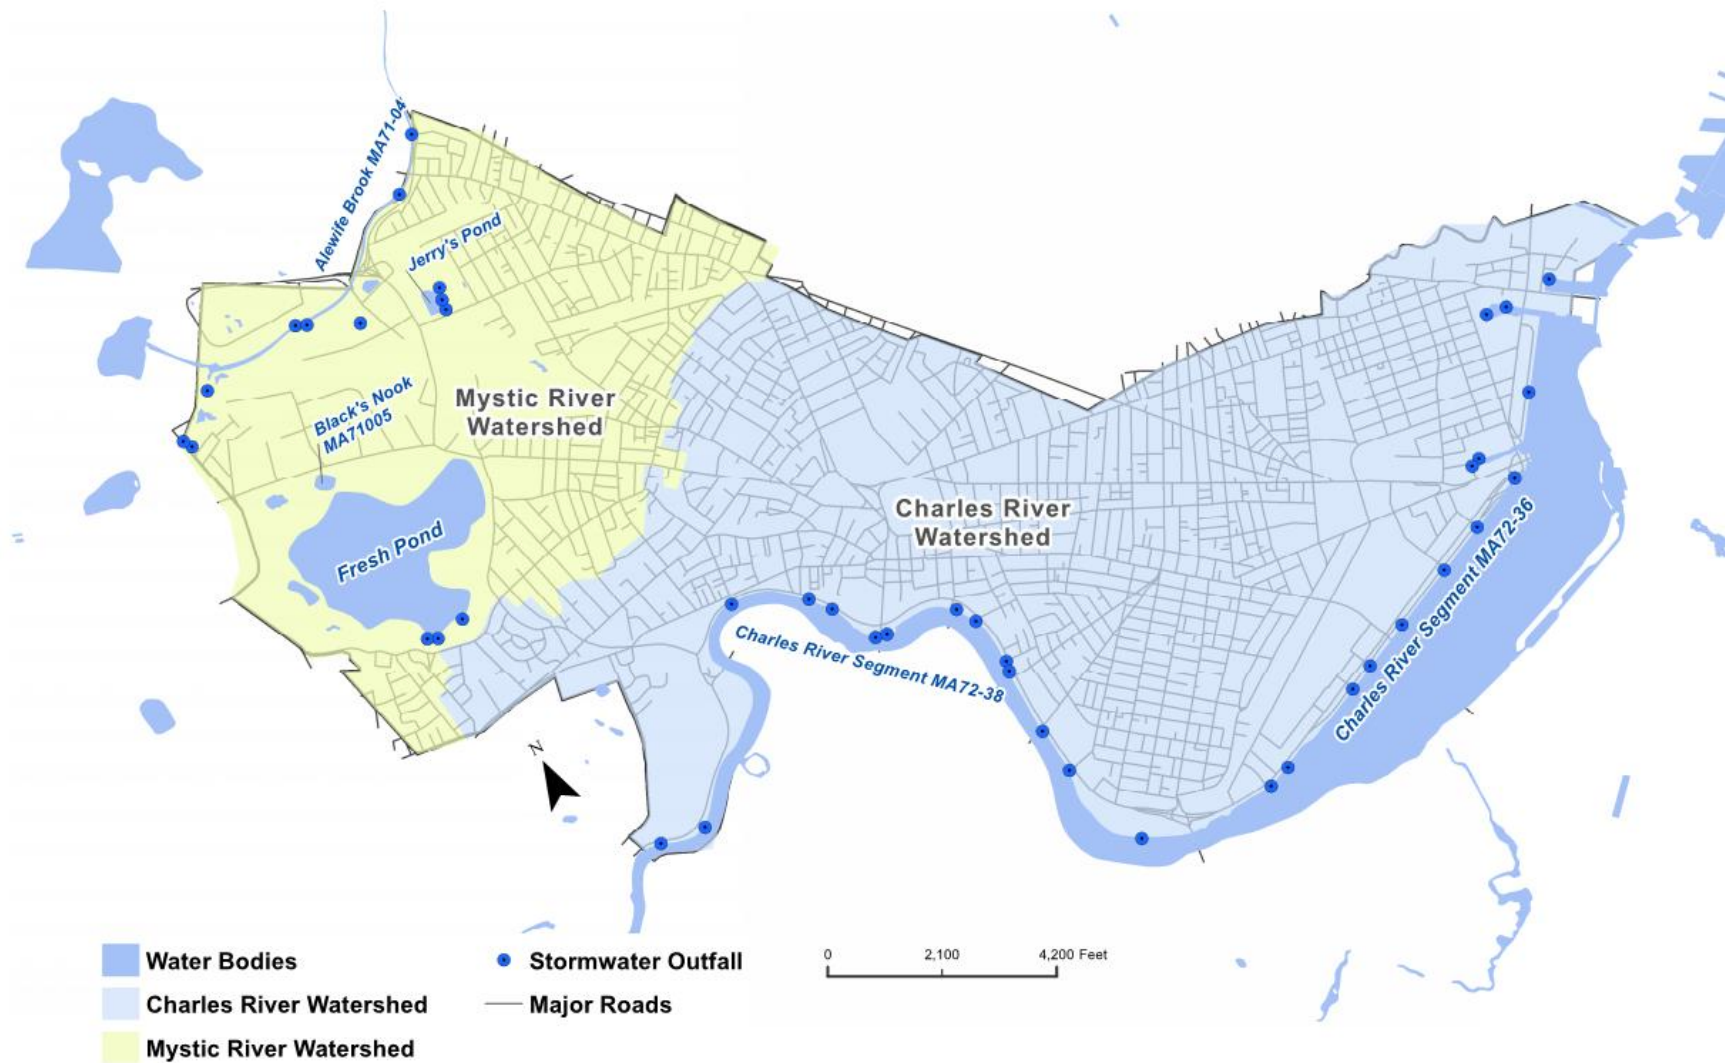 Alewife Brook MA71-04
Jerry's Pond
Black's Nook
MA71005
Mystic River
Watershed
Fresh Pond
Charles River
Watershed
Charles River Segment MA72-38
Charles River Segment MA72-36
N
Water Bodies
Charles River Watershed
Mystic River Watershed
Stormwater Outfall
Major Roads
0 2,100 4,200 Feet